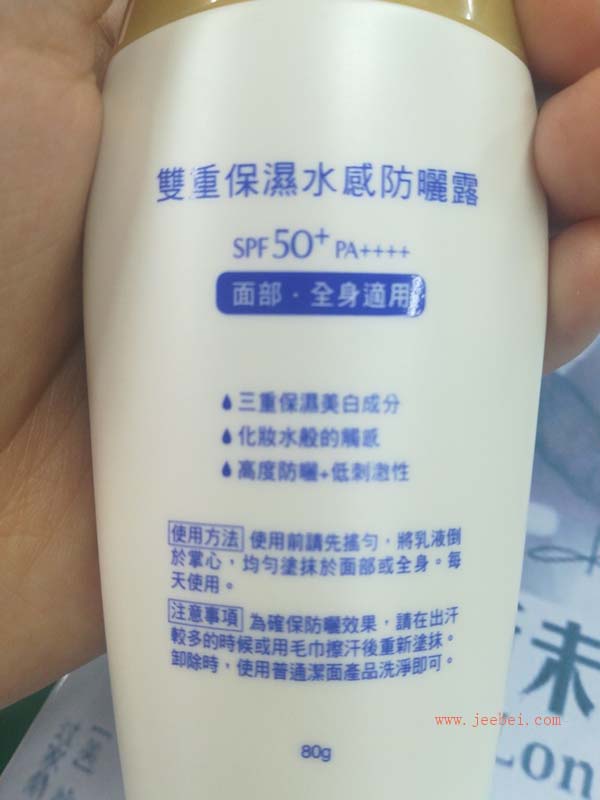 雙重保濕水感防曬露
SPF50+ PA++++
面部・全身適用
三重保濕美白成分
化妝水般的觸感
高度防曬+低刺激性
使用方法 使用前請先搖勻，將乳液倒
於掌心，均勻塗抹於面部或全身。每
天使用。
注意事項 為確保防曬效果，請在出汗
較多的時候或用毛巾擦汗後重新塗抹。
卸除時，使用普通潔面產品洗淨即可。
80g
末
Lon
www.jeebei.com